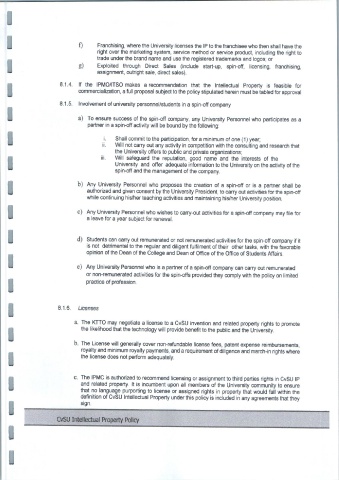 f) Franchising, where the University licenses the IP to the franchisee who then shall have the
right over the marketing system, service method or service product, including the right to
trade under the brand name and use the registered trademarks and logos; or
g) Exploited through Direct Sales (include start-up, spin-off, licensing, franchising,
assignment, outright sale, direct sales).
8.1.4. If the IPMO/ITSO makes a recommendation that the Intellectual Property is feasible for
commercialization, a full proposal subject to the policy stipulated herein must be tabled for approval
8.1.5. Involvement of university personnel/students in a spin-off company
a) To ensure success of the spin-off company, any University Personnel who participates as a
partner in a spin-off activity will be bound by the following:
i. Shall commit to the participation, for a minimum of one (1) year;
ii. Will not carry out any activity in competition with the consulting and research that
the University offers to public and private organizations;
iii. Will safeguard the reputation, good name and the interests of the
University and offer adequate information to the University on the activity of the
spin-off and the management of the company.
b) Any University Personnel who proposes the creation of a spin-off or is a partner shall be
authorised and given consent by the University President to carry out activities for the spin-off
while continuing his/her teaching activities and maintaining his/her University position.
c) Any University Personnel who wishes to carry-out activities for a spin-off company may file for
a leave for a year subject for renewal.
d) Students can carry out remunerated or not remunerated activities for the spin-off company if it
is not detrimental to the regular and diligent fulfilment of their other tasks, with the favorable
opinion of the Dean of the College and Dean of Office of the Office of Students Affairs.
e) Any University Personnel who is a partner of a spin-off company can carry out remunerated
or non-remunerated activities for the spin-offs provided they comply with the policy on limited
practice of profession.
8.1.6. Licenses
a. The KTTO may negotiate a license to a CvSU invention and related property rights to promote
the likelihood that the technology will provide benefit to the public and the University.
b. The License will generally cover non-refundable license fees, patent expense reimbursements,
royalty and minimum royalty payments, and a requirement of diligence and march-in rights where
the licensee does not perform adequately.
c. The IPMC is authorized to recommend licensing or assignment to third parties rights in CvSU IP
and related property. It is incumbent upon all members of the University community to ensure
that no language purporting to license or assigned rights in property that would fall within the
definition of CvSU Intellectual Property under this policy is included in any agreements that they
sign.
CvSU Intellectual Property Policy